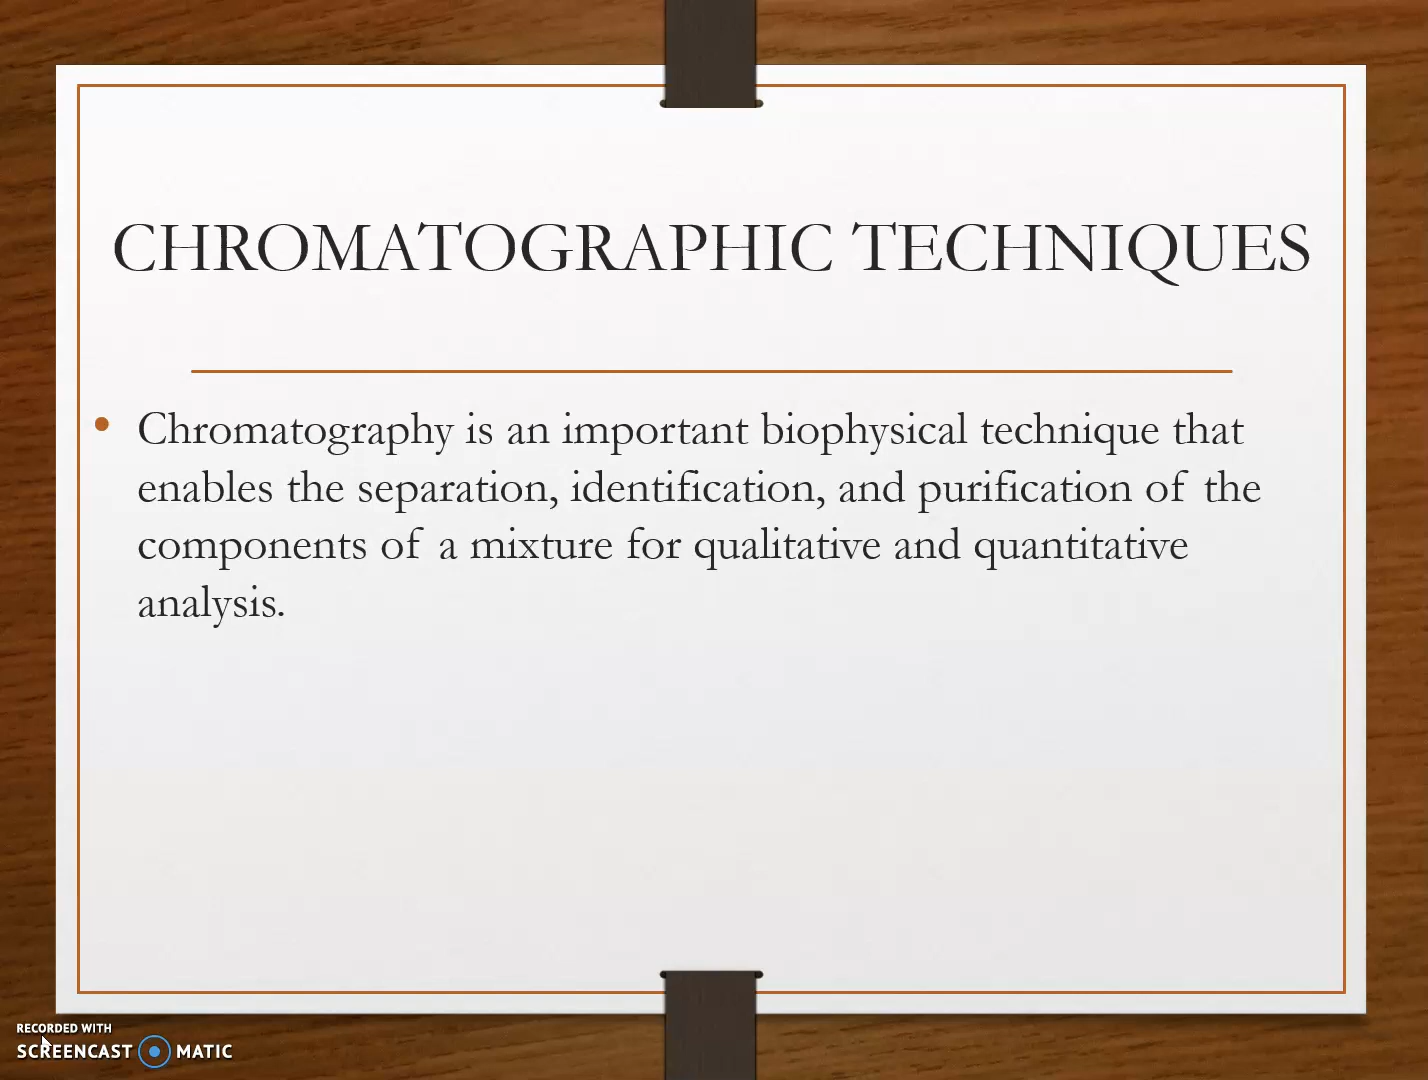 CHROMATOGRAPHIC TECHNIQUES
• Chromatography is an important biophysical technique that
enables the separation, identification, and purification of the
components of a mixture for qualitative and quantitative
analysis.
RECORDED WITH
SCREENCAST MATIC